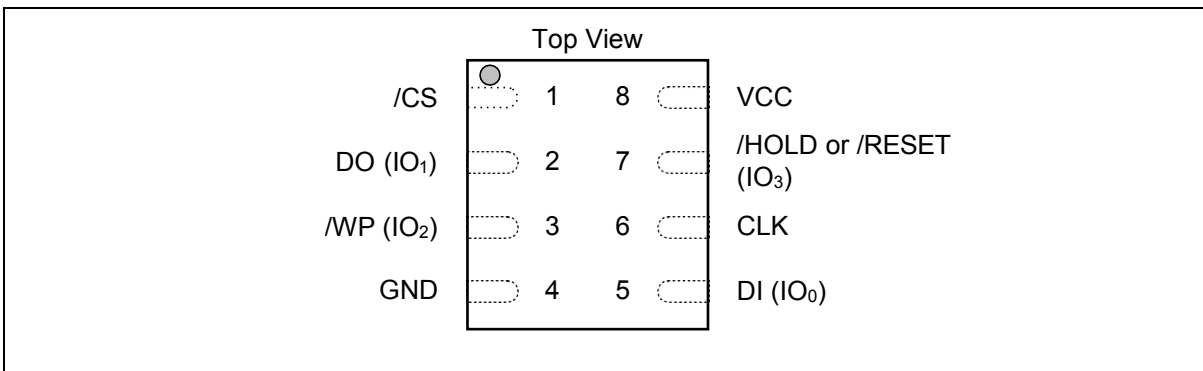 Top View
/CS 1 8 VCC
DO (IO₁) 2 7 /HOLD or /RESET
(IO₃)
/WP (IO₂) 3 6 CLK
GND 4 5 DI (IO₀)